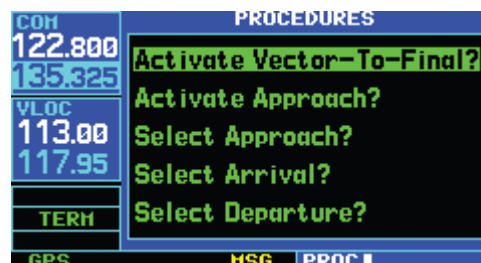 COM
122.800
135.325
VLOC
113.00
117.95
TERM
GPS
PROCEDURES
Activate Vector-To-Final?
Activate Approach?
Select Approach?
Select Arrival?
Select Departure?
MSG
PROC